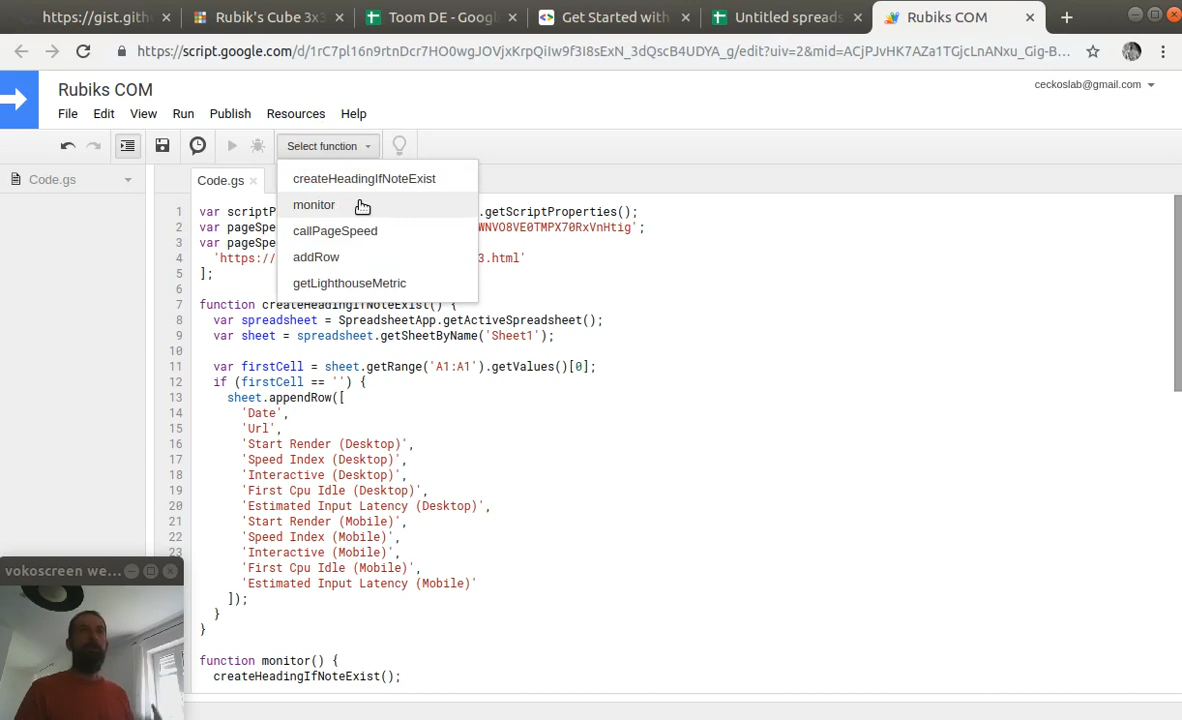 https://gist.gith
Rubik's Cube 3x3
Toom DE - Googl
Get Started with
Untitled spreads
Rubiks COM
https://script.google.com/d/1rC7pl16n9rtnDcr7HO0wgJOVjxKrpQiIw9f3I8sExN_3dQscB4UDYA_g/edit?uiv=2&mid=ACjPJvHK7AZa1TGjcLnANxu_Gig-B...
Rubiks COM
ceckoslab@gmail.com
File Edit View Run Publish Resources Help
Select function
Code.gs
Code.gs
createHeadingIfNoteExist
monitor
callPageSpeed
addRow
getLighthouseMetric
1 var scriptP .getScriptProperties();
2 var pageSpe WNVO8VE0TMPX70RxVnHtig';
3 var pageSpe
4 'https:// 3.html'
5 ];
6
7 function createHeadingIfNoteExist() {
8 var spreadsheet = SpreadsheetApp.getActiveSpreadsheet();
9 var sheet = spreadsheet.getSheetByName('Sheet1');
10
11 var firstCell = sheet.getRange('A1:A1').getValues()[0];
12 if (firstCell == '') {
13 sheet.appendRow([
14 'Date',
15 'Url',
16 'Start Render (Desktop)',
17 'Speed Index (Desktop)',
18 'Interactive (Desktop)',
19 'First Cpu Idle (Desktop)',
20 'Estimated Input Latency (Desktop)',
21 'Start Render (Mobile)',
22 'Speed Index (Mobile)',
23 'Interactive (Mobile)',
'First Cpu Idle (Mobile)',
'Estimated Input Latency (Mobile)'
]);
}
}
function monitor() {
createHeadingIfNoteExist();
vokoscreen we...